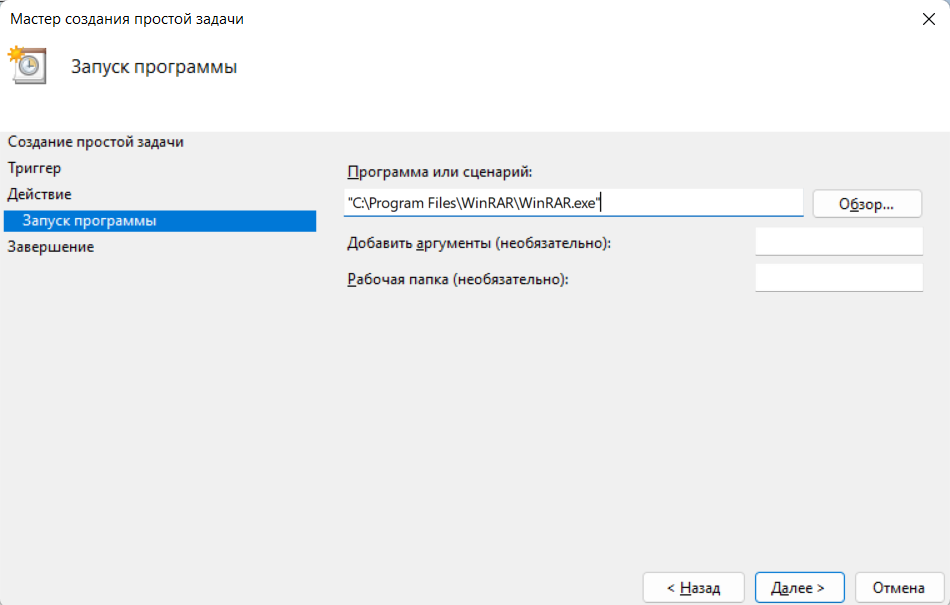 Мастер создания простой задачи
Запуск программы
Создание простой задачи
Триггер
Действие
Запуск программы
Завершение
Программа или сценарий:
"C:\Program Files\WinRAR\WinRAR.exe"
Обзор...
Добавить аргументы (необязательно):
Рабочая папка (необязательно):
< Назад
Далее >
Отмена